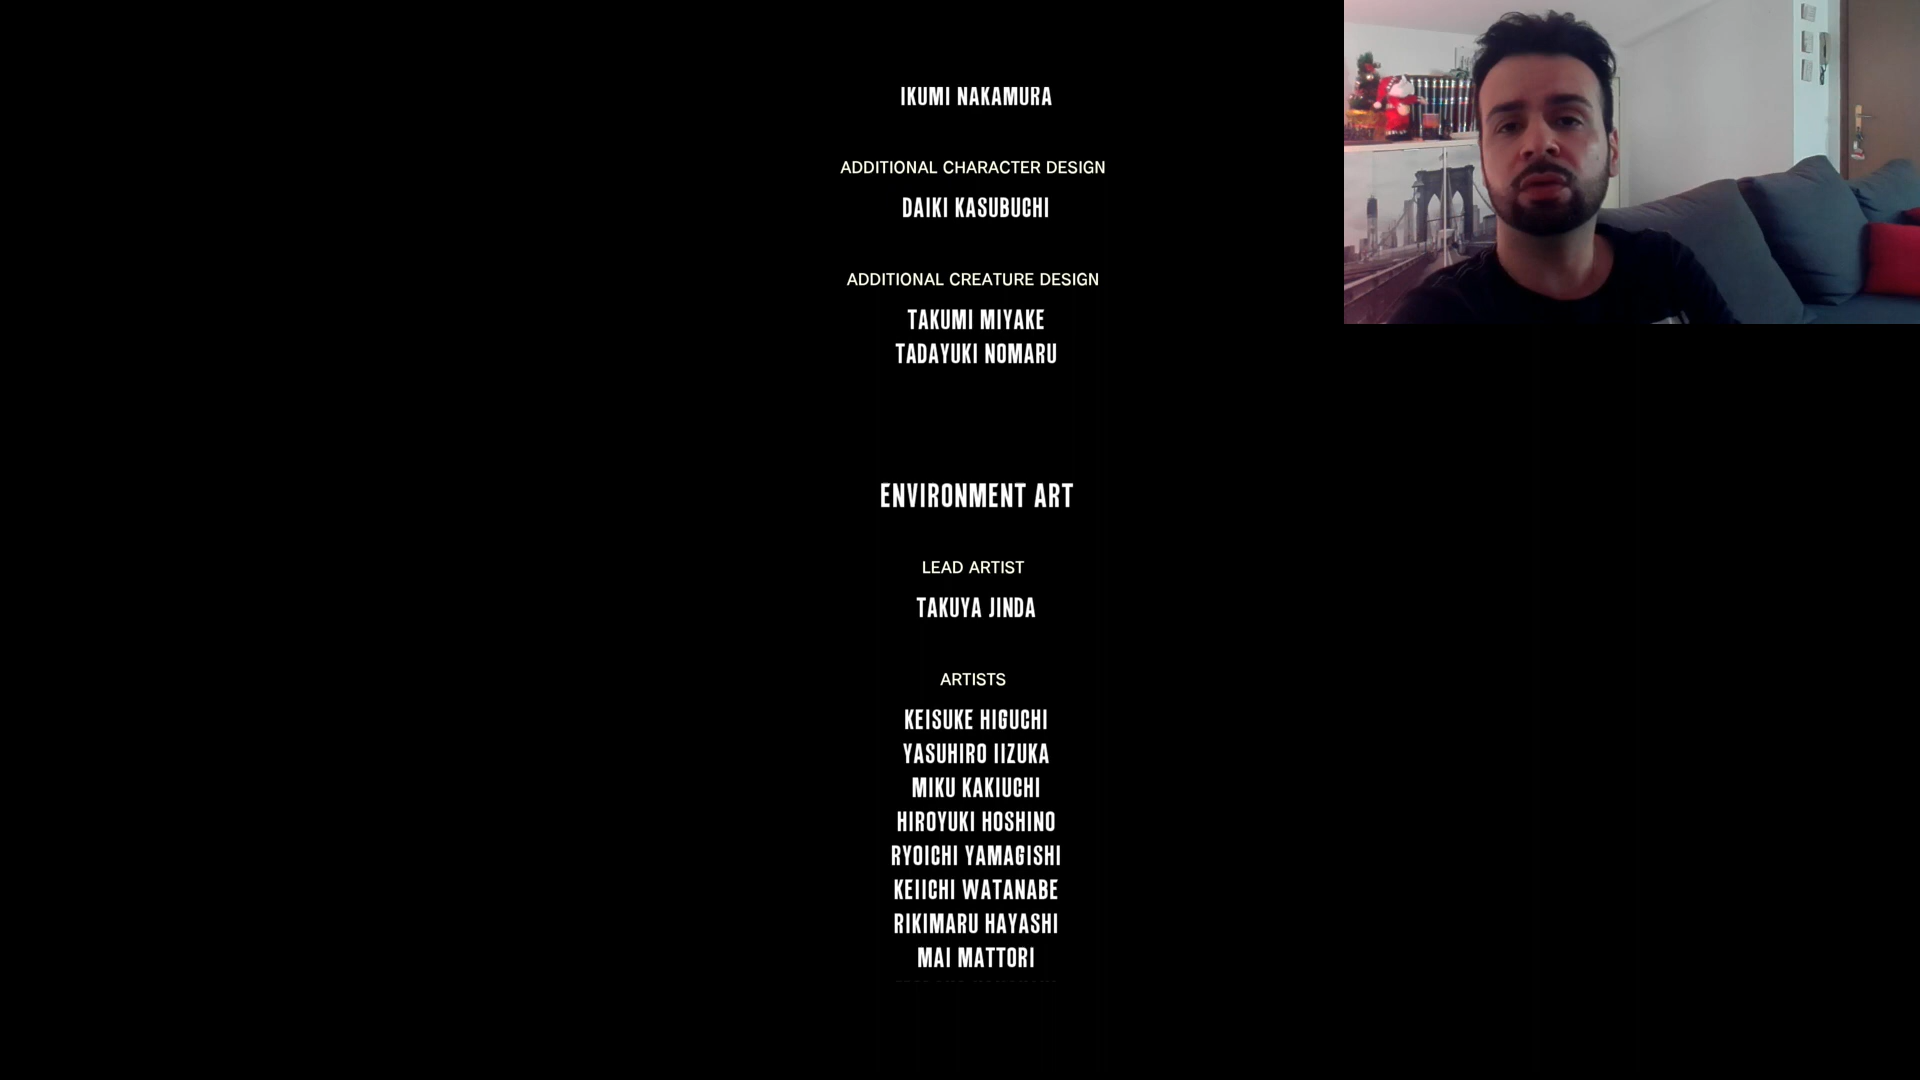 IKUMI NAKAMURA
ADDITIONAL CHARACTER DESIGN
DAIKI KASUBUCHI
ADDITIONAL CREATURE DESIGN
TAKUMI MIYAKE
TADAYUKI NOMARU
ENVIRONMENT ART
LEAD ARTIST
TAKUYA JINDA
ARTISTS
KEISUKE HIGUCHI
YASUHIRO IIZUKA
MIKU KAKIUCHI
HIROYUKI HOSHINO
RYOICHI YAMAGISHI
KEIICHI WATANABE
RIKIMARU HAYASHI
MAI MATTORI